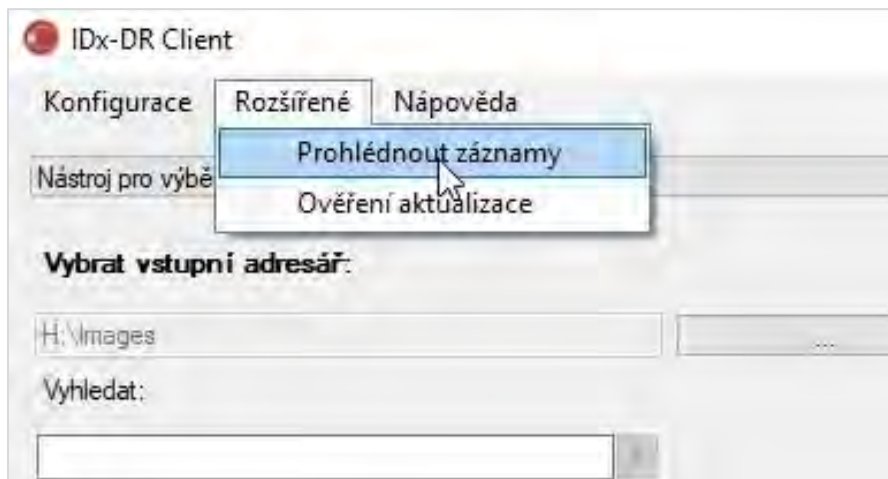 IDx-DR Client
Konfigurace Rozšířené Nápověda
Prohlédnout záznamy
Nástroj pro výbě
Ověření aktualizace
Vybrat vstupní adresář:
H:\Images
...
Vyhledat: